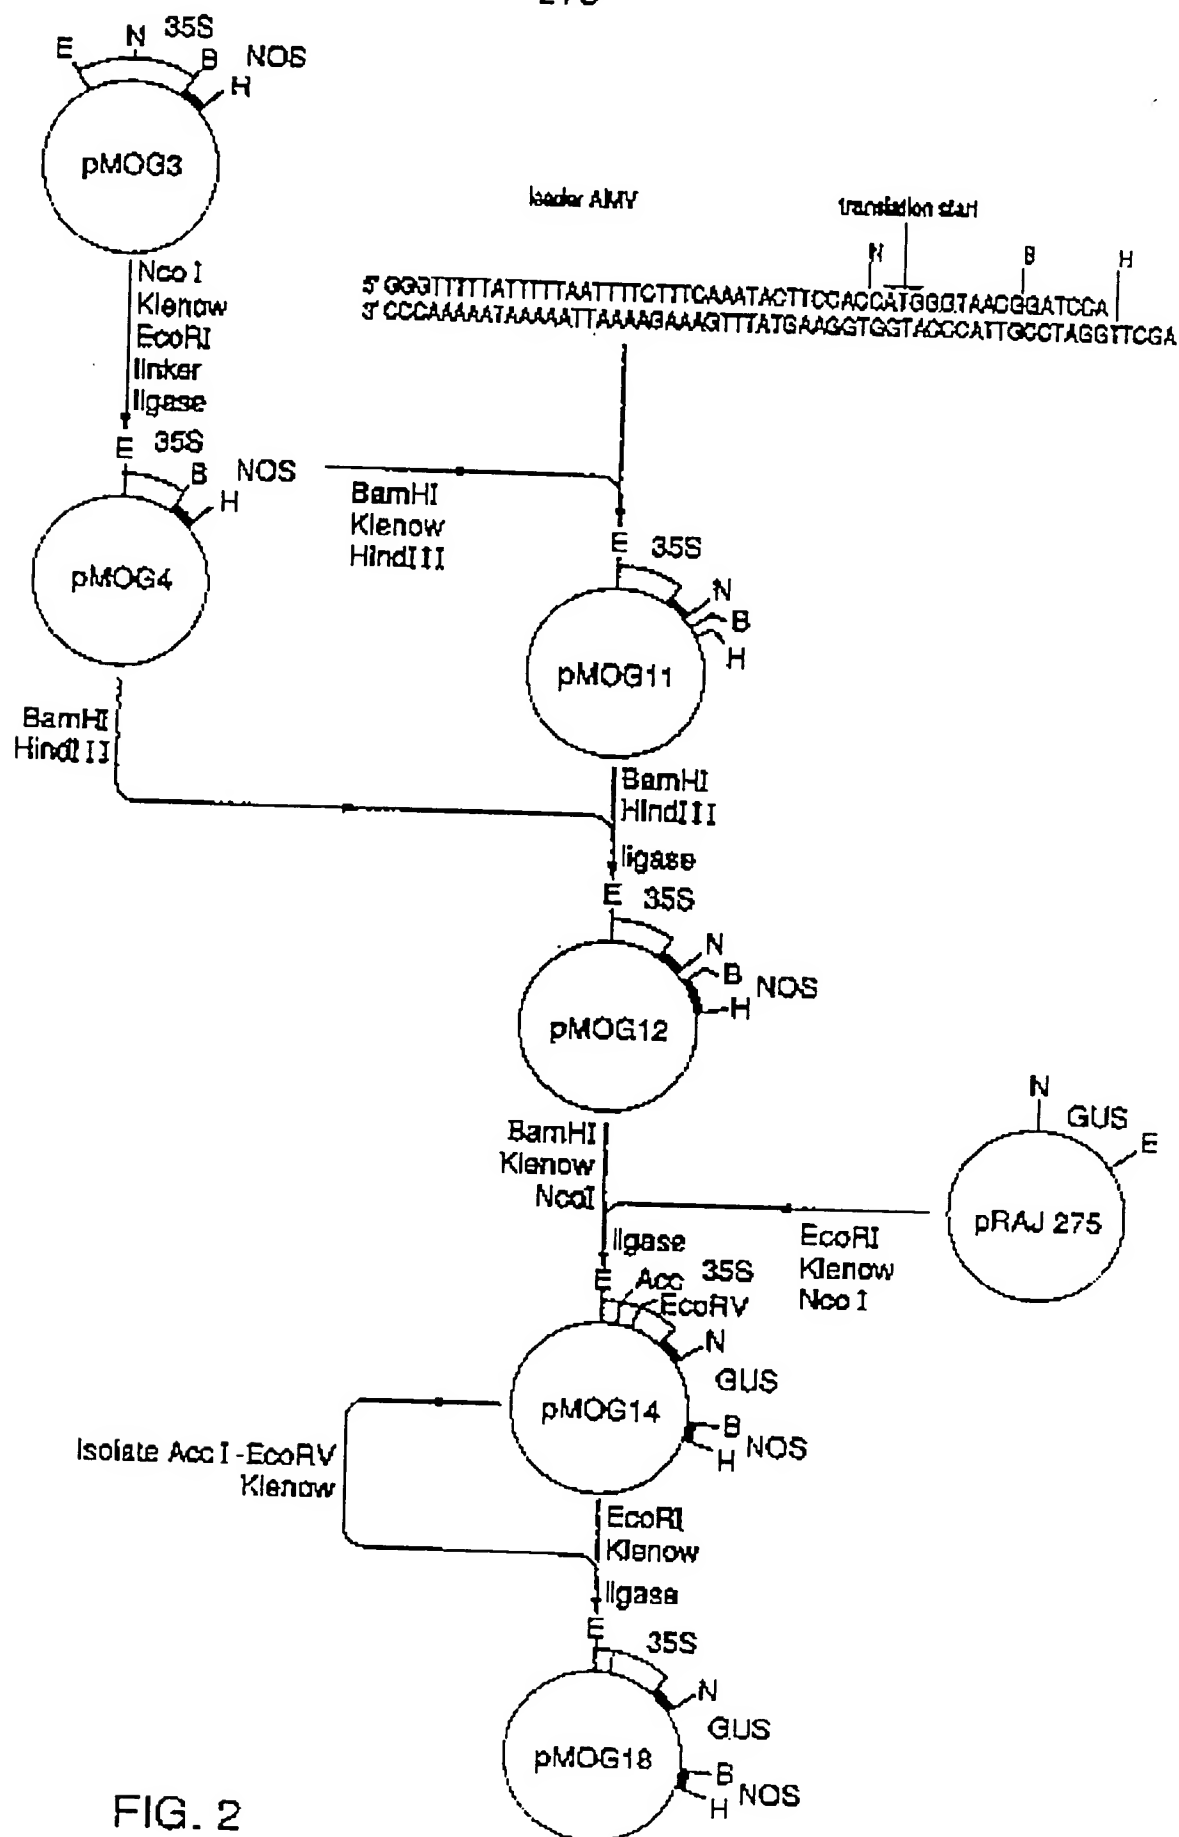 E N 35S B NOS H
pMOG3
Nco I
Klenow
EcoRI
linker
ligase
leader AlMV
translation start
N B H
5' GGGTTTTTATTTTTAATTTTCTTTCAAATACTTCCACCATGGGTAACGGATCCA
3' CCCAAAAATAAAAATTAAAAGAAAGTTTATGAAGGTGGTACCCATTGCCTAGGTTCGA
E 35S B NOS H
pMOG4
BamHI
Klenow
HindIII
E 35S N B H
pMOG11
BamHI
HindIII
BamHI
HindIII
ligase
E 35S N B NOS H
pMOG12
BamHI
Klenow
NcoI
N GUS E
pRAJ 275
EcoRI
Klenow
Nco I
ligase
E Acc 35S
EcoRV
N
GUS
pMOG14
B
H NOS
Isolate Acc I-EcoRV
Klenow
EcoRI
Klenow
ligase
E 35S
N
GUS
pMOG18
B
H NOS
FIG. 2